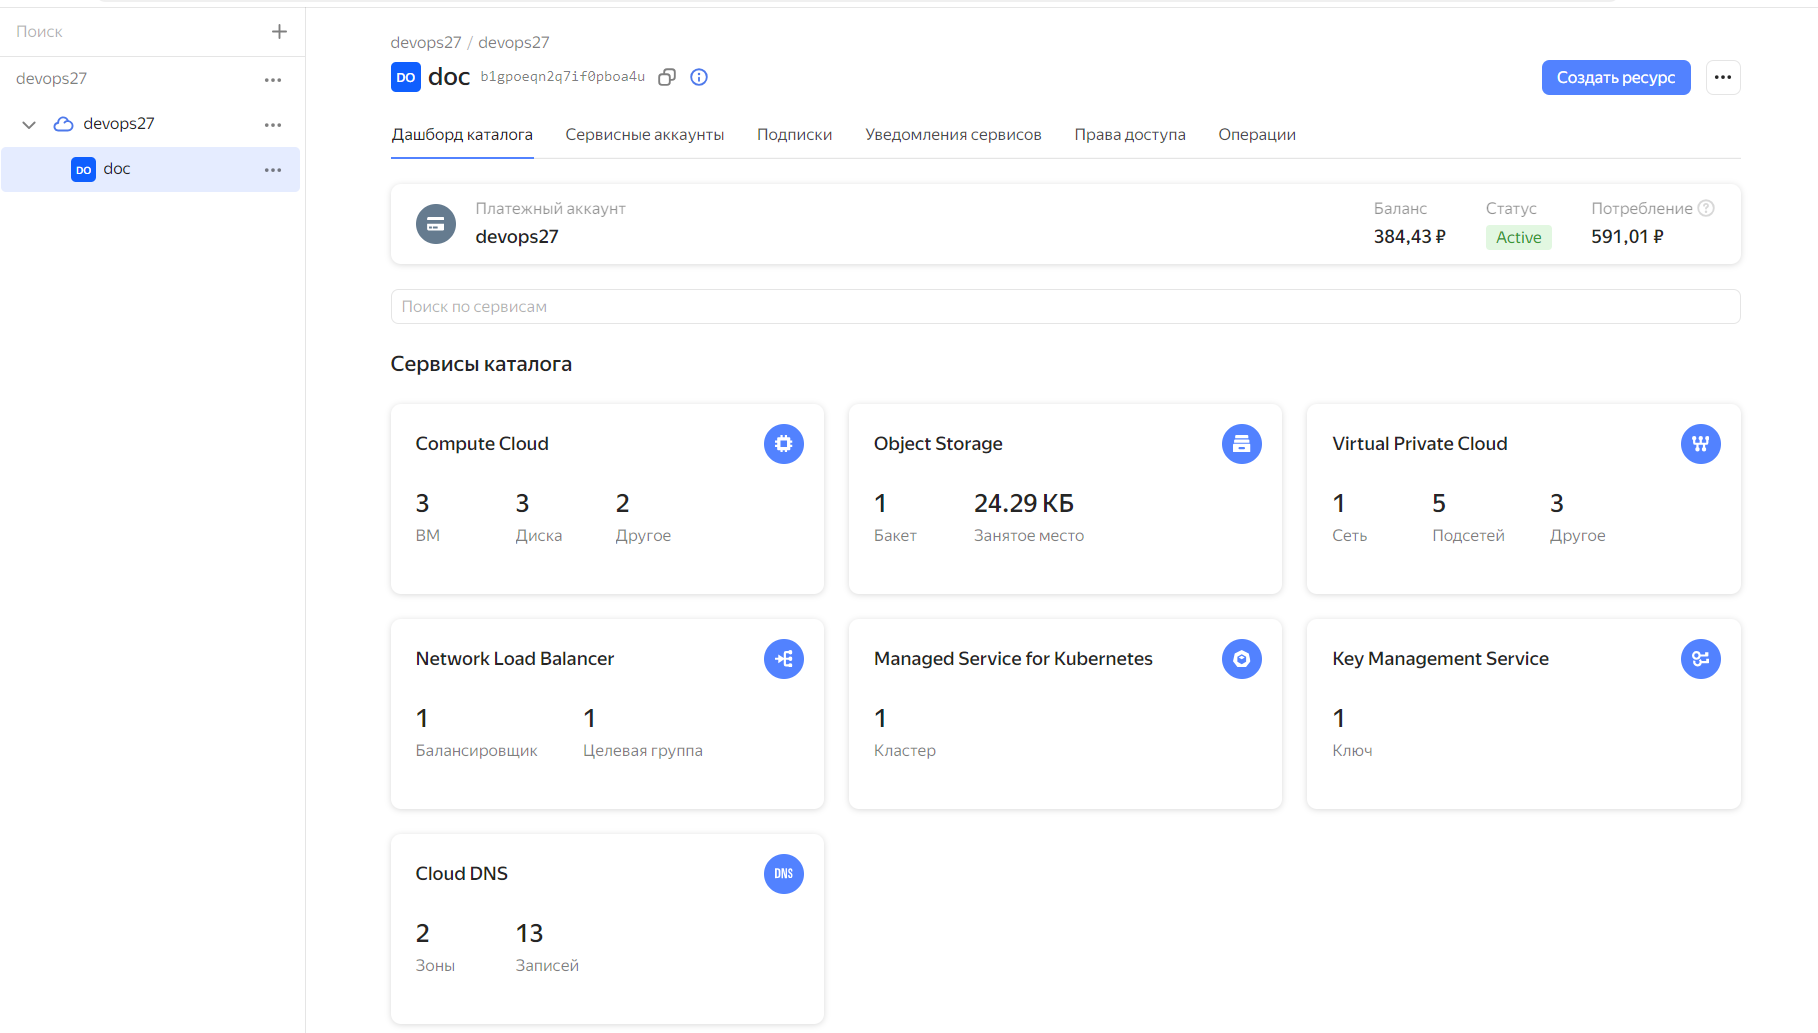 Поиск
devops27
devops27
DO doc
devops27 / devops27
DO doc b1gpoeqn2q7if0pboa4u
Создать ресурс
Дашборд каталога Сервисные аккаунты Подписки Уведомления сервисов Права доступа Операции
Платежный аккаунт
devops27
Баланс
384,43 ₽
Статус
Active
Потребление
591,01 ₽
Поиск по сервисам
Сервисы каталога
Compute Cloud
3 3 2
ВМ Диска Другое
Object Storage
1 24.29 КБ
Бакет Занятое место
Virtual Private Cloud
1 5 3
Сеть Подсетей Другое
Network Load Balancer
1 1
Балансировщик Целевая группа
Managed Service for Kubernetes
1
Кластер
Key Management Service
1
Ключ
Cloud DNS
DNS
2 13
Зоны Записей